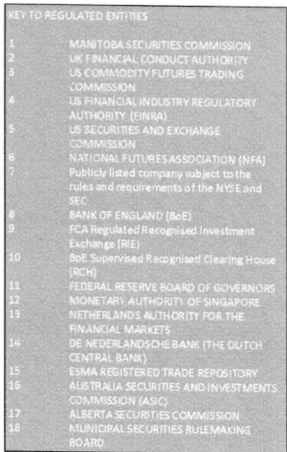 KEY TO REGULATED ENTITIES
1 MANITOBA SECURITIES COMMISSION
2 UK FINANCIAL CONDUCT AUTHORITY
3 US COMMODITY FUTURES TRADING
COMMISSION
4 US FINANCIAL INDUSTRY REGULATORY
AUTHORITY (FINRA)
5 US SECURITIES AND EXCHANGE
COMMISSION
6 NATIONAL FUTURES ASSOCIATION (NFA)
7 Publicly listed company subject to the
rules and requirements of the NYSE and
SEC
8 BANK OF ENGLAND (BoE)
9 FCA Regulated Recognised Investment
Exchange (RIE)
10 BoE Supervised Recognised Clearing House
(RCH)
11 FEDERAL RESERVE BOARD OF GOVERNORS
12 MONETARY AUTHORITY OF SINGAPORE
13 NETHERLANDS AUTHORITY FOR THE
FINANCIAL MARKETS
14 DE NEDERLANDSCHE BANK (THE DUTCH
CENTRAL BANK)
15 ESMA REGISTERED TRADE REPOSITORY
16 AUSTRALIA SECURITIES AND INVESTMENTS
COMMISSION (ASIC)
17 ALBERTA SECURITIES COMMISSION
18 MUNICIPAL SECURITIES RULEMAKING
BOARD